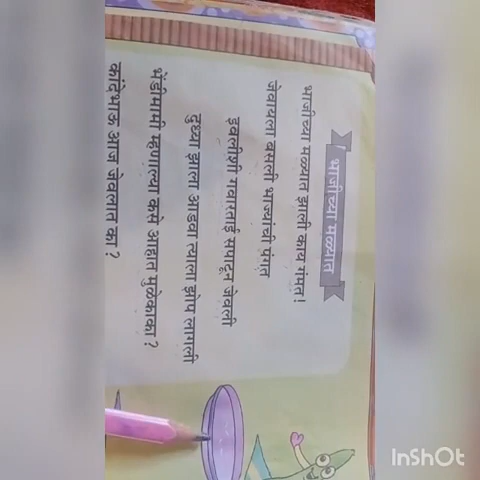 भाजीच्या मळ्यात
भाजीच्या मळ्यात झाली काय गंमत!
जेवायला बसली भाज्यांची पंगत
इवलीशी गवारताई सपाटून जेवली
दुध्या झाला आडवा त्याला झोप लागली
भेंडीमामी म्हणाल्या कसे आहात मुळेकाका?
कांदेभाऊ आज जेवलात का?
InShOt